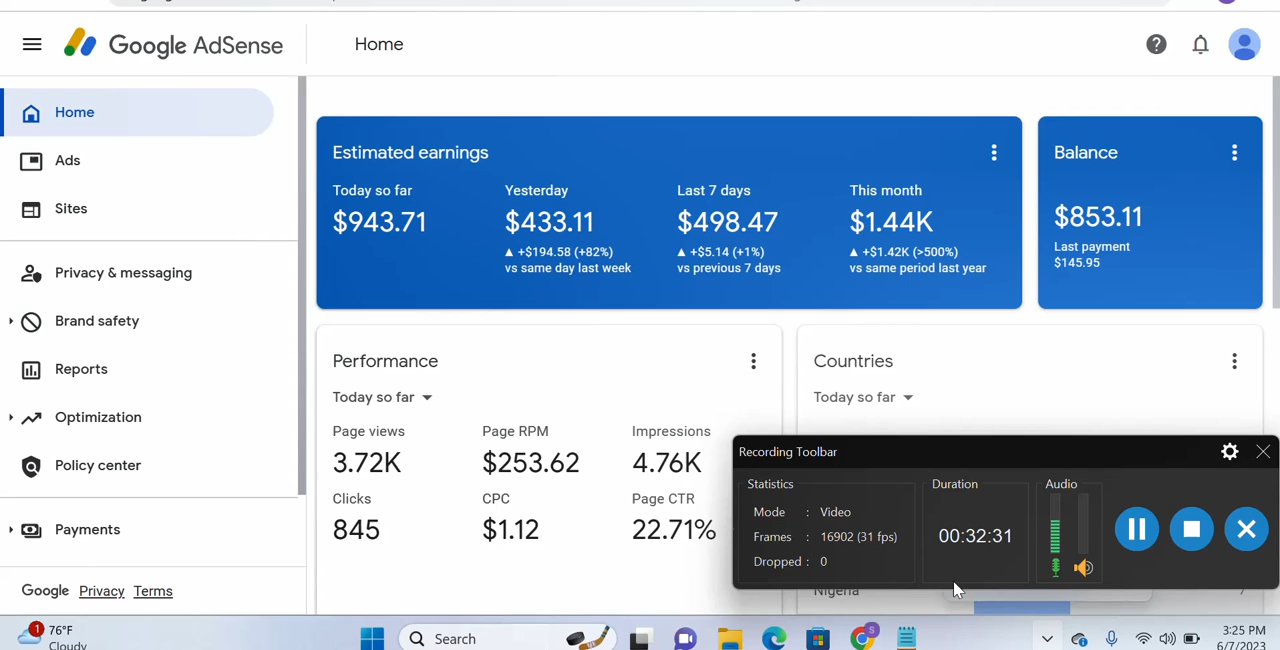 Google AdSense
Home
Home
Ads
Sites
Privacy & messaging
Brand safety
Reports
Optimization
Policy center
Payments
Google Privacy Terms
Estimated earnings
Today so far
$943.71
Yesterday
$433.11
▲ +$194.58 (+82%)
vs same day last week
Last 7 days
$498.47
▲ +$5.14 (+1%)
vs previous 7 days
This month
$1.44K
▲ +$1.42K (>500%)
vs same period last year
Balance
$853.11
Last payment
$145.95
Performance
Today so far
Page views
3.72K
Page RPM
$253.62
Impressions
4.76K
Clicks
845
CPC
$1.12
Page CTR
22.71%
Countries
Today so far
Nigeria
7
Recording Toolbar
Statistics
Mode : Video
Frames : 16902 (31 fps)
Dropped : 0
Duration
00:32:31
Audio
1
76°F
Cloudy
Search
S
3:25 PM
6/7/2023